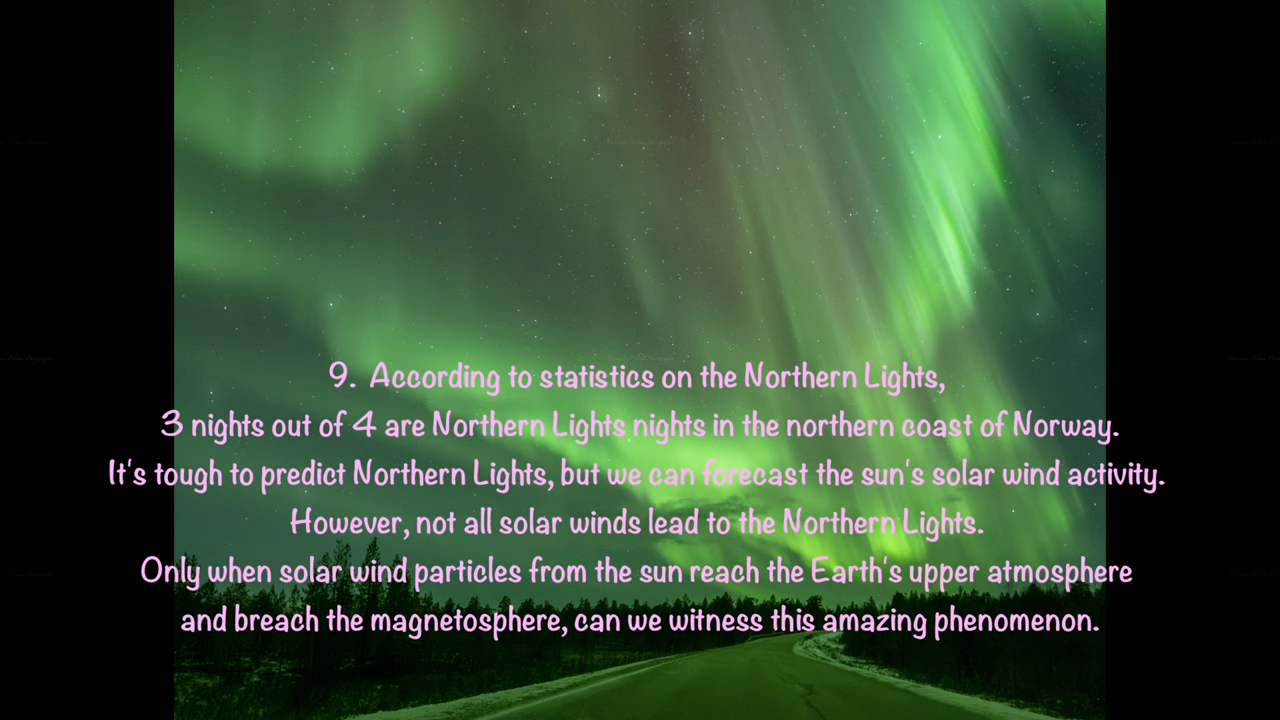 9. According to statistics on the Northern Lights,
3 nights out of 4 are Northern Lights nights in the northern coast of Norway.
It's tough to predict Northern Lights, but we can forecast the sun's solar wind activity.
However, not all solar winds lead to the Northern Lights.
Only when solar wind particles from the sun reach the Earth's upper atmosphere
and breach the magnetosphere, can we witness this amazing phenomenon.